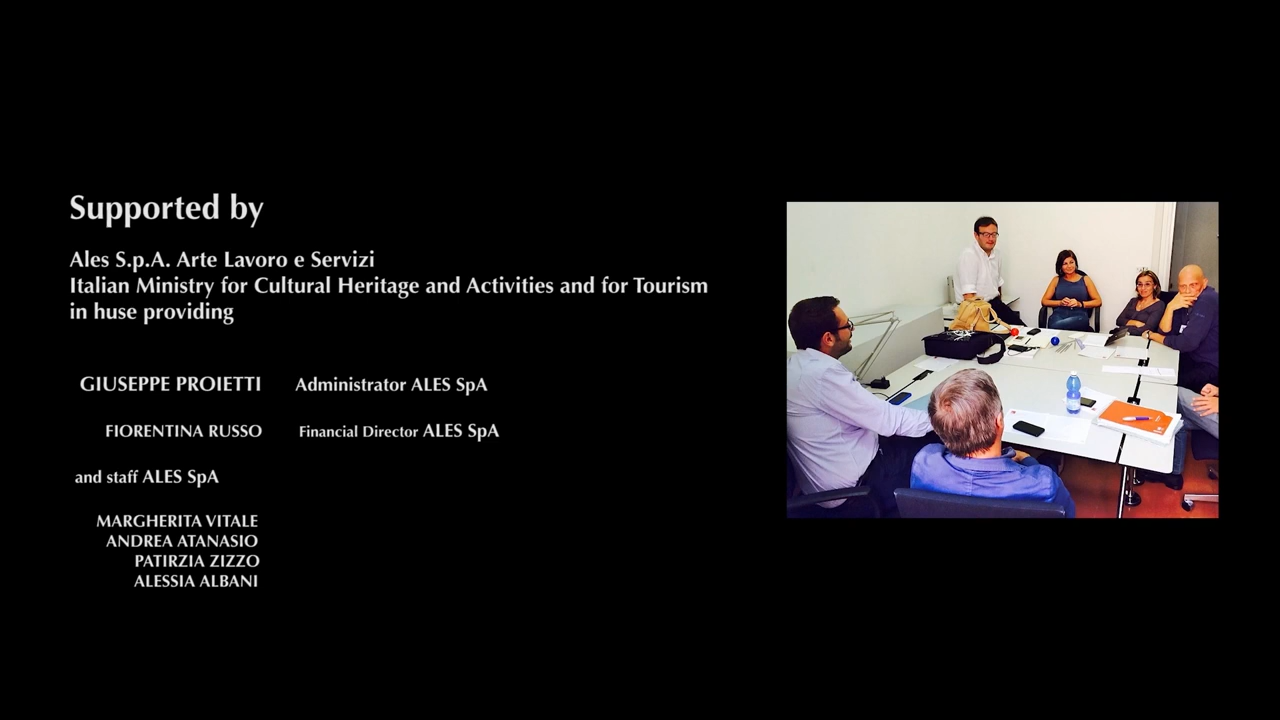 Supported by
Ales S.p.A. Arte Lavoro e Servizi
Italian Ministry for Cultural Heritage and Activities and for Tourism
in huse providing
GIUSEPPE PROIETTI Administrator ALES SpA
FIORENTINA RUSSO Financial Director ALES SpA
and staff ALES SpA
MARGHERITA VITALE
ANDREA ATANASIO
PATIRZIA ZIZZO
ALESSIA ALBANI